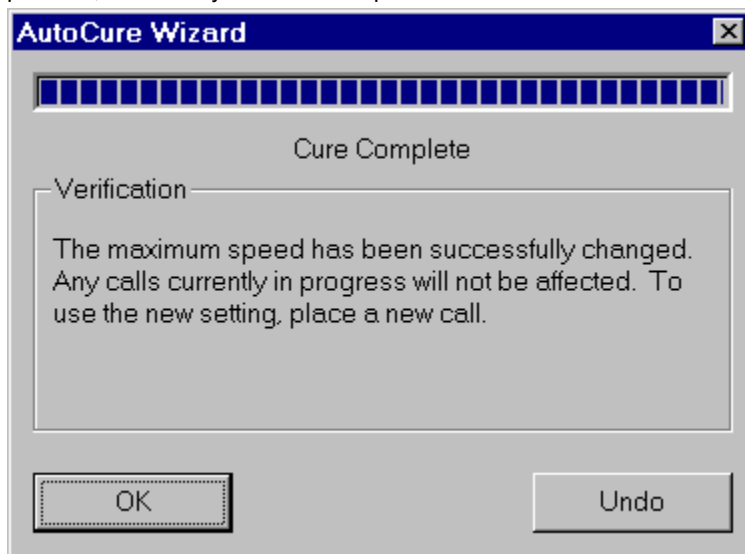 AutoCure Wizard
Cure Complete
Verification
The maximum speed has been successfully changed.
Any calls currently in progress will not be affected. To
use the new setting, place a new call.
OK
Undo